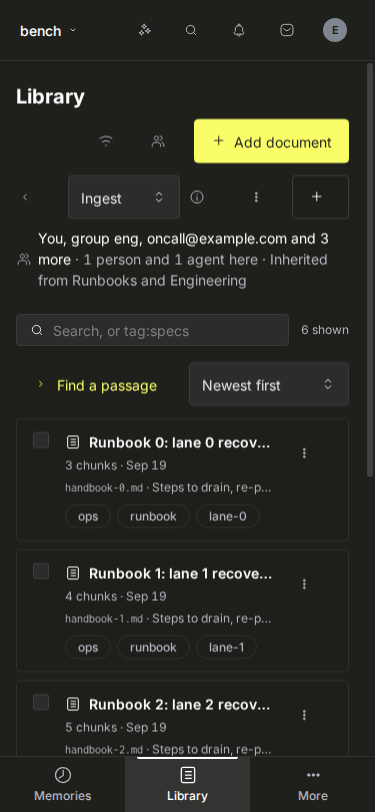 bench
E
Library
Add document
Ingest
You, group eng, oncall@example.com and 3
more · 1 person and 1 agent here · Inherited
from Runbooks and Engineering
Search, or tag:specs
6 shown
Find a passage
Newest first
Runbook 0: lane 0 recov...
3 chunks · Sep 19
handbook-0.md · Steps to drain, re-p...
ops runbook lane-0
Runbook 1: lane 1 recove...
4 chunks · Sep 19
handbook-1.md · Steps to drain, re-p...
ops runbook lane-1
Runbook 2: lane 2 recov...
5 chunks · Sep 19
handbook-2.md · Steps to drain, re-p...
Memories Library More